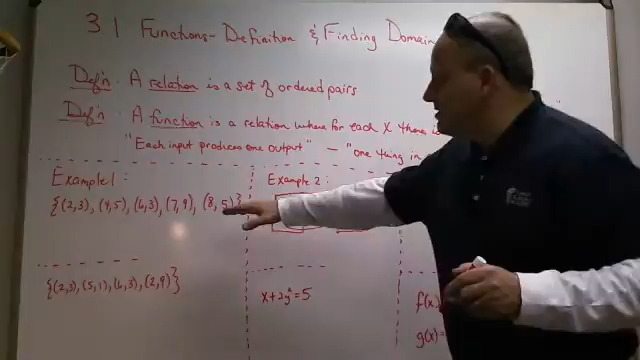 3.1 Functions - Definition & Finding Domain
Def'n. A relation is a set of ordered pairs
Def'n. A function is a relation where for each x there is
"Each input produces one output" — "one thing in
Example 1:
{(2,3), (4,5), (6,3), (7,9), (8,5)}
Example 2:
{(2,3), (5,1), (6,3), (2,9)}
x+2y²=5
f(x)
g(x)=